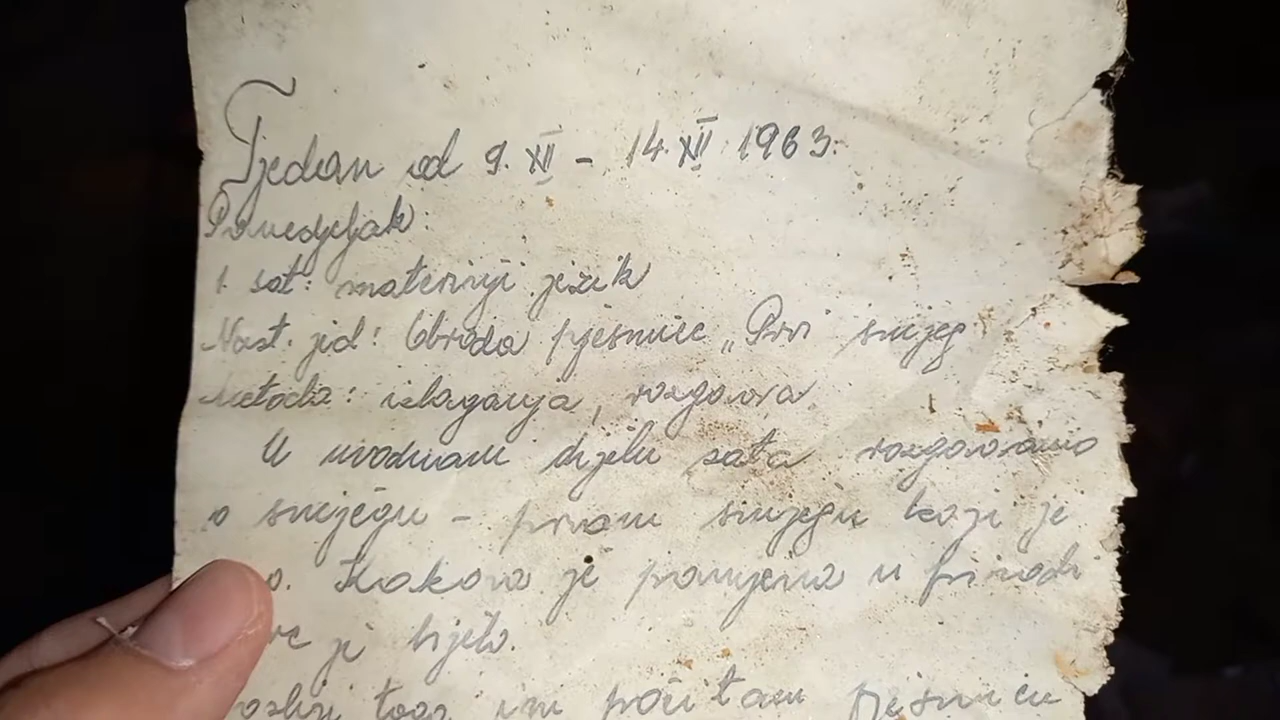 Tjedan od 9. XII - 14. XII 1963.
Ponedjeljak:
1. sat: materinji jezik
Nast. jed: Obrada pjesmice „Prvi snijeg
Metoda: izlaganja, razgovora
U uvodnom dijelu sata razgovaramo
o snijegu - prvom snijegu koji je
o. Kakova je promjena u prirodi
je bijelo.
toga im pročitam pjesmicu